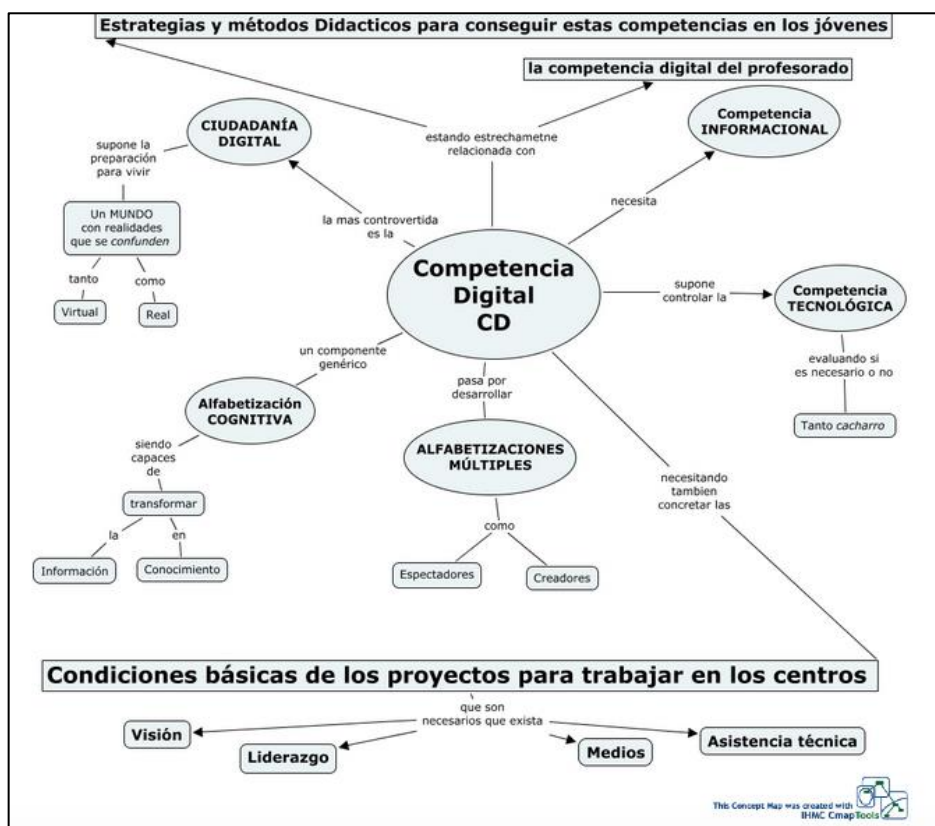 Estrategias y métodos Didacticos para conseguir estas competencias en los jóvenes
la competencia digital del profesorado
CIUDADANÍA
DIGITAL
Competencia
INFORMACIONAL
estando estrechametne
relacionada con
supone la
preparación
para vivir
necesita
Un MUNDO
con realidades
que se confunden
la mas controvertida
es la
tanto
como
Virtual
Real
Competencia
Digital
CD
supone
controlar la
Competencia
TECNOLÓGICA
un componente
genérico
evaluando si
es necesario o no
pasa por
desarrollar
Alfabetización
COGNITIVA
Tanto cacharro
ALFABETIZACIONES
MÚLTIPLES
siendo
capaces
de
necesitando
tambien
concretar las
transformar
la
en
como
Información
Conocimiento
Espectadores
Creadores
Condiciones básicas de los proyectos para trabajar en los centros
que son
necesarios que exista
Visión
Liderazgo
Medios
Asistencia técnica
This Concept Map was created with
IHMC CmapTools